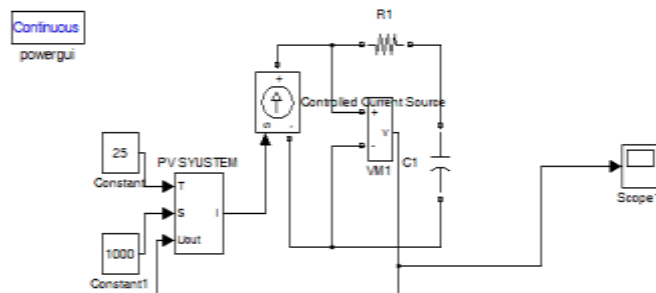 Continuous
powergui
R1
+
Controlled Current Source
s
-
+
v
-
VM1
C1
25
Constant
PV SYUSTEM
T
S
I
Uout
1000
Constant1
Scope1